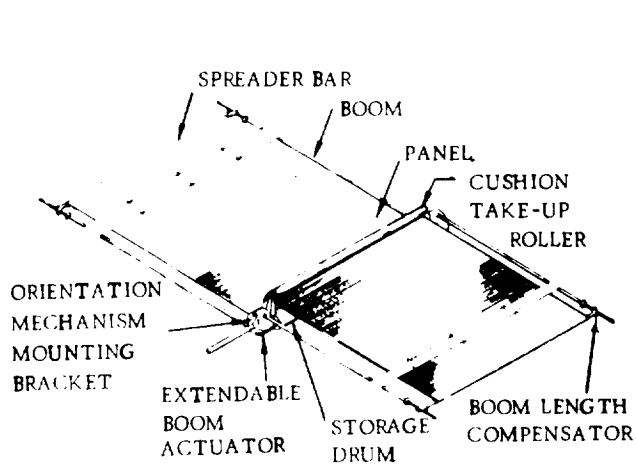 SPREADER BAR
BOOM
PANEL
CUSHION
TAKE-UP
ROLLER
ORIENTATION
MECHANISM
MOUNTING
BRACKET
EXTENDABLE
BOOM
ACTUATOR
STORAGE
DRUM
BOOM LENGTH
COMPENSATOR